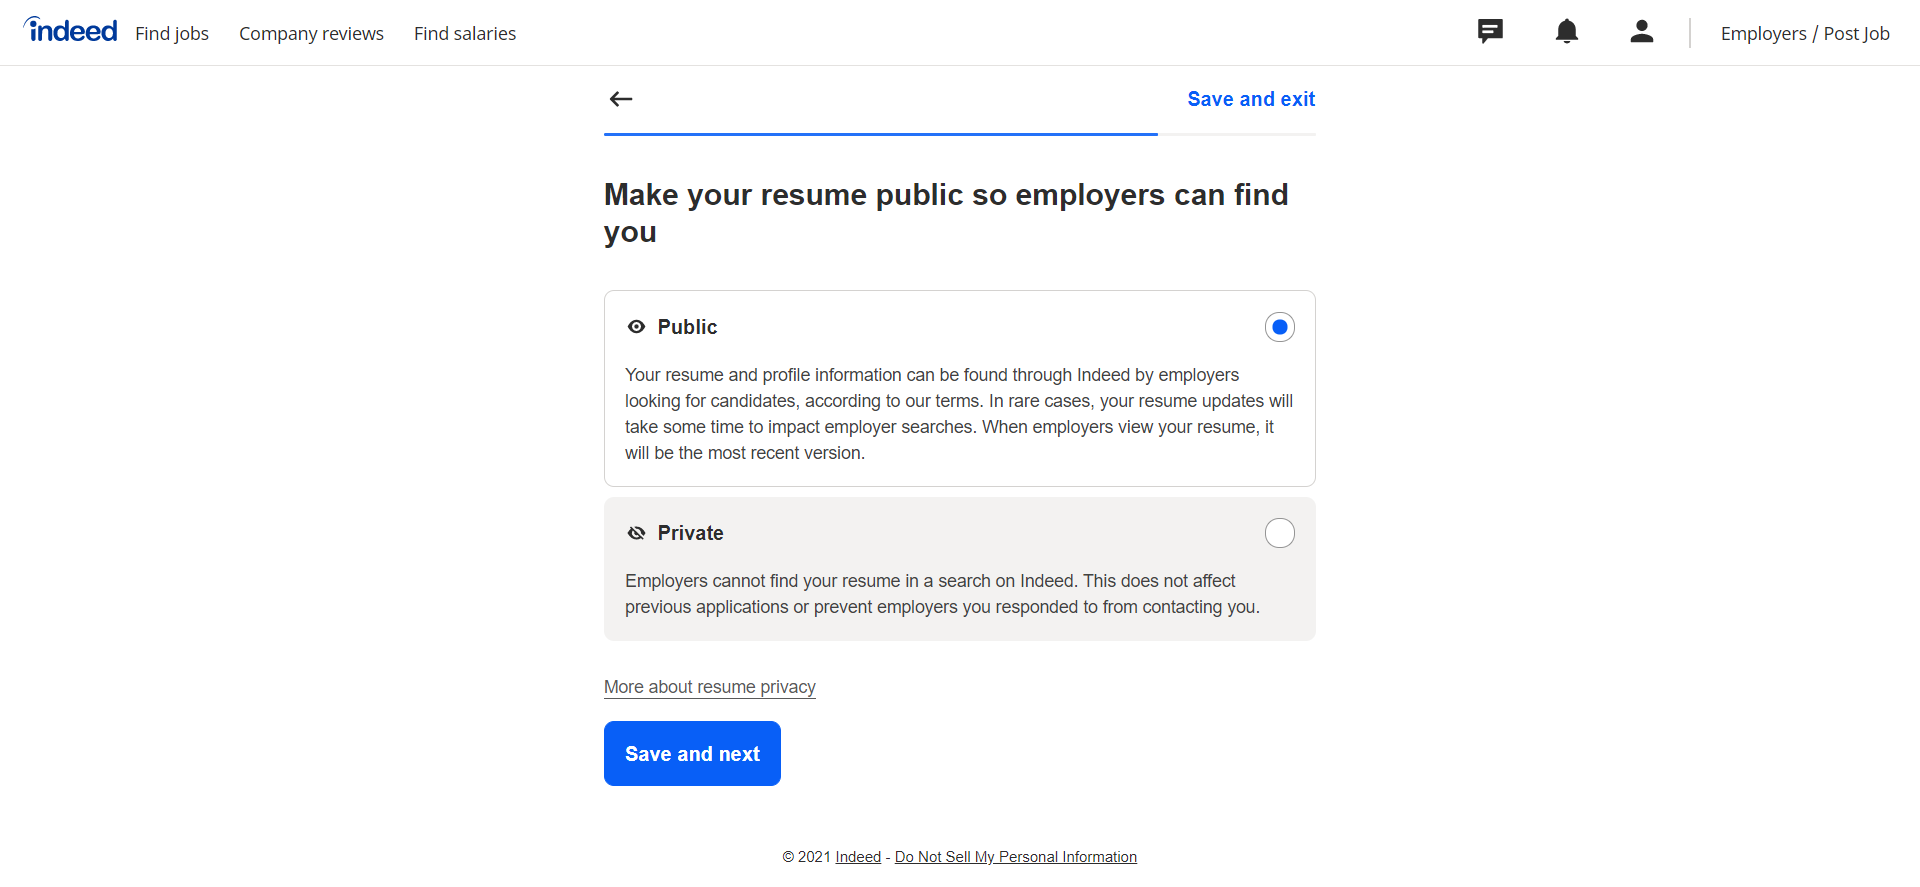 indeed Find jobs Company reviews Find salaries Employers / Post Job
Save and exit
Make your resume public so employers can find
you
Public
Your resume and profile information can be found through Indeed by employers
looking for candidates, according to our terms. In rare cases, your resume updates will
take some time to impact employer searches. When employers view your resume, it
will be the most recent version.
Private
Employers cannot find your resume in a search on Indeed. This does not affect
previous applications or prevent employers you responded to from contacting you.
More about resume privacy
Save and next
© 2021 Indeed - Do Not Sell My Personal Information